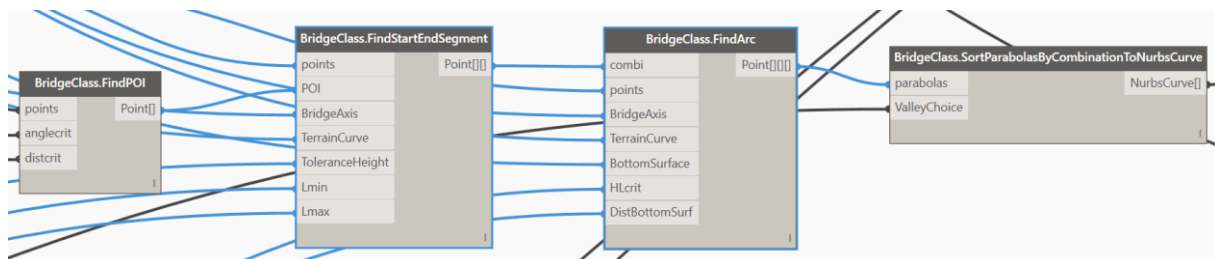 BridgeClass.FindPOI
points Point[]
anglecrit
distcrit
l
BridgeClass.FindStartEndSegment
points Point[][]
POI
BridgeAxis
TerrainCurve
ToleranceHeight
Lmin
Lmax
l
BridgeClass.FindArc
combi Point[][][]
points
BridgeAxis
TerrainCurve
BottomSurface
HLcrit
DistBottomSurf
l
BridgeClass.SortParabolasByCombinationToNurbsCurve
parabolas NurbsCurve[]
ValleyChoice
l